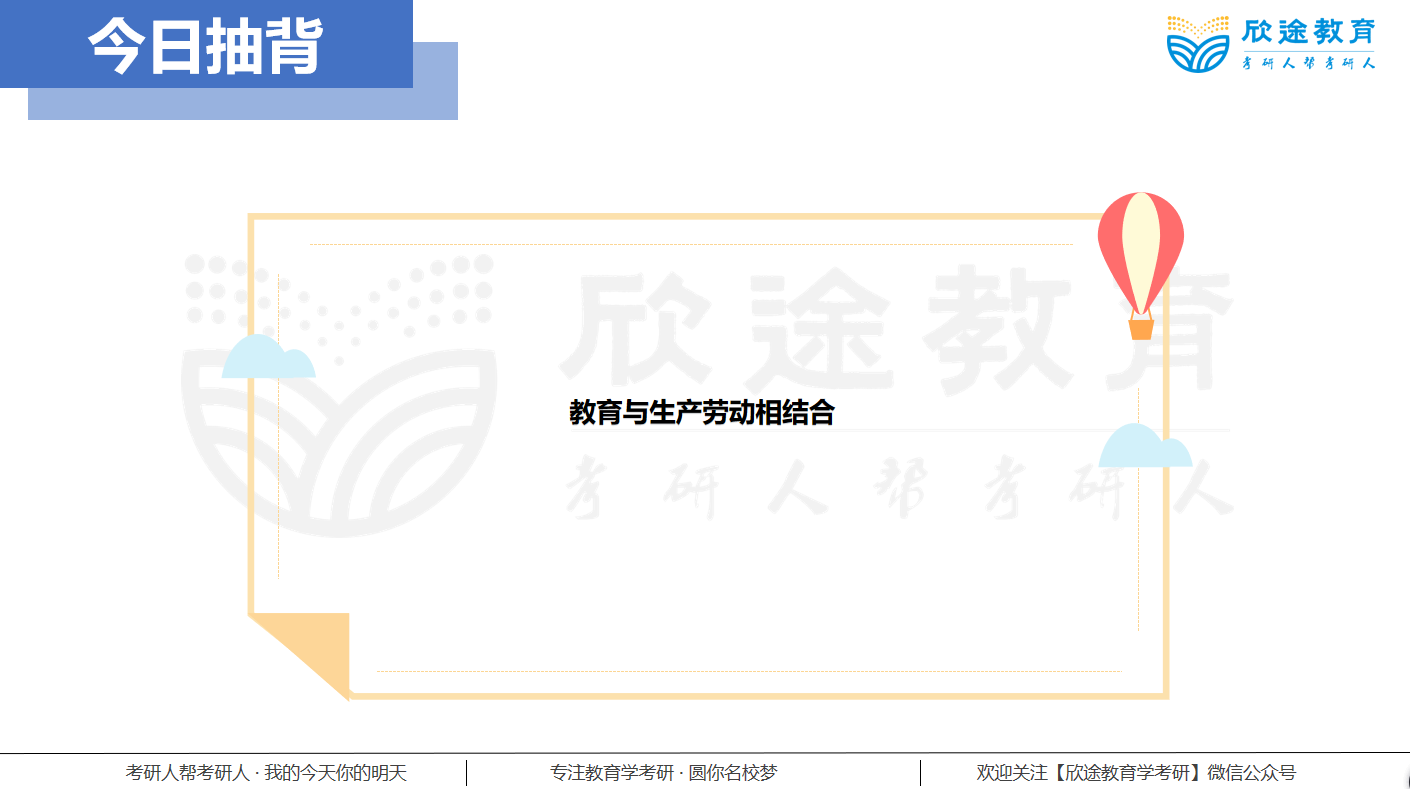 今日抽背
欣途教育
考研人帮考研人
欣途教育
教育与生产劳动相结合
考研人帮考研人
考研人帮考研人 · 我的今天你的明天
专注教育学考研 · 圆你名校梦
欢迎关注【欣途教育学考研】微信公众号